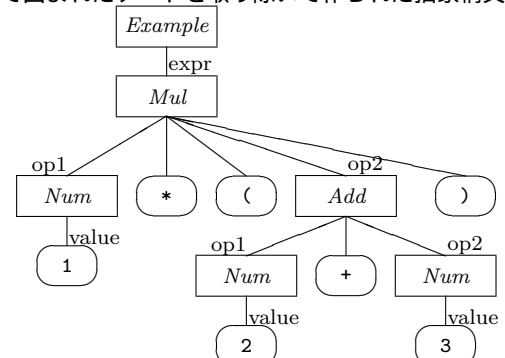 Example
expr
Mul
op1 op2
Num * ( Add )
value op1 op2
1 Num + Num
value value
2 3